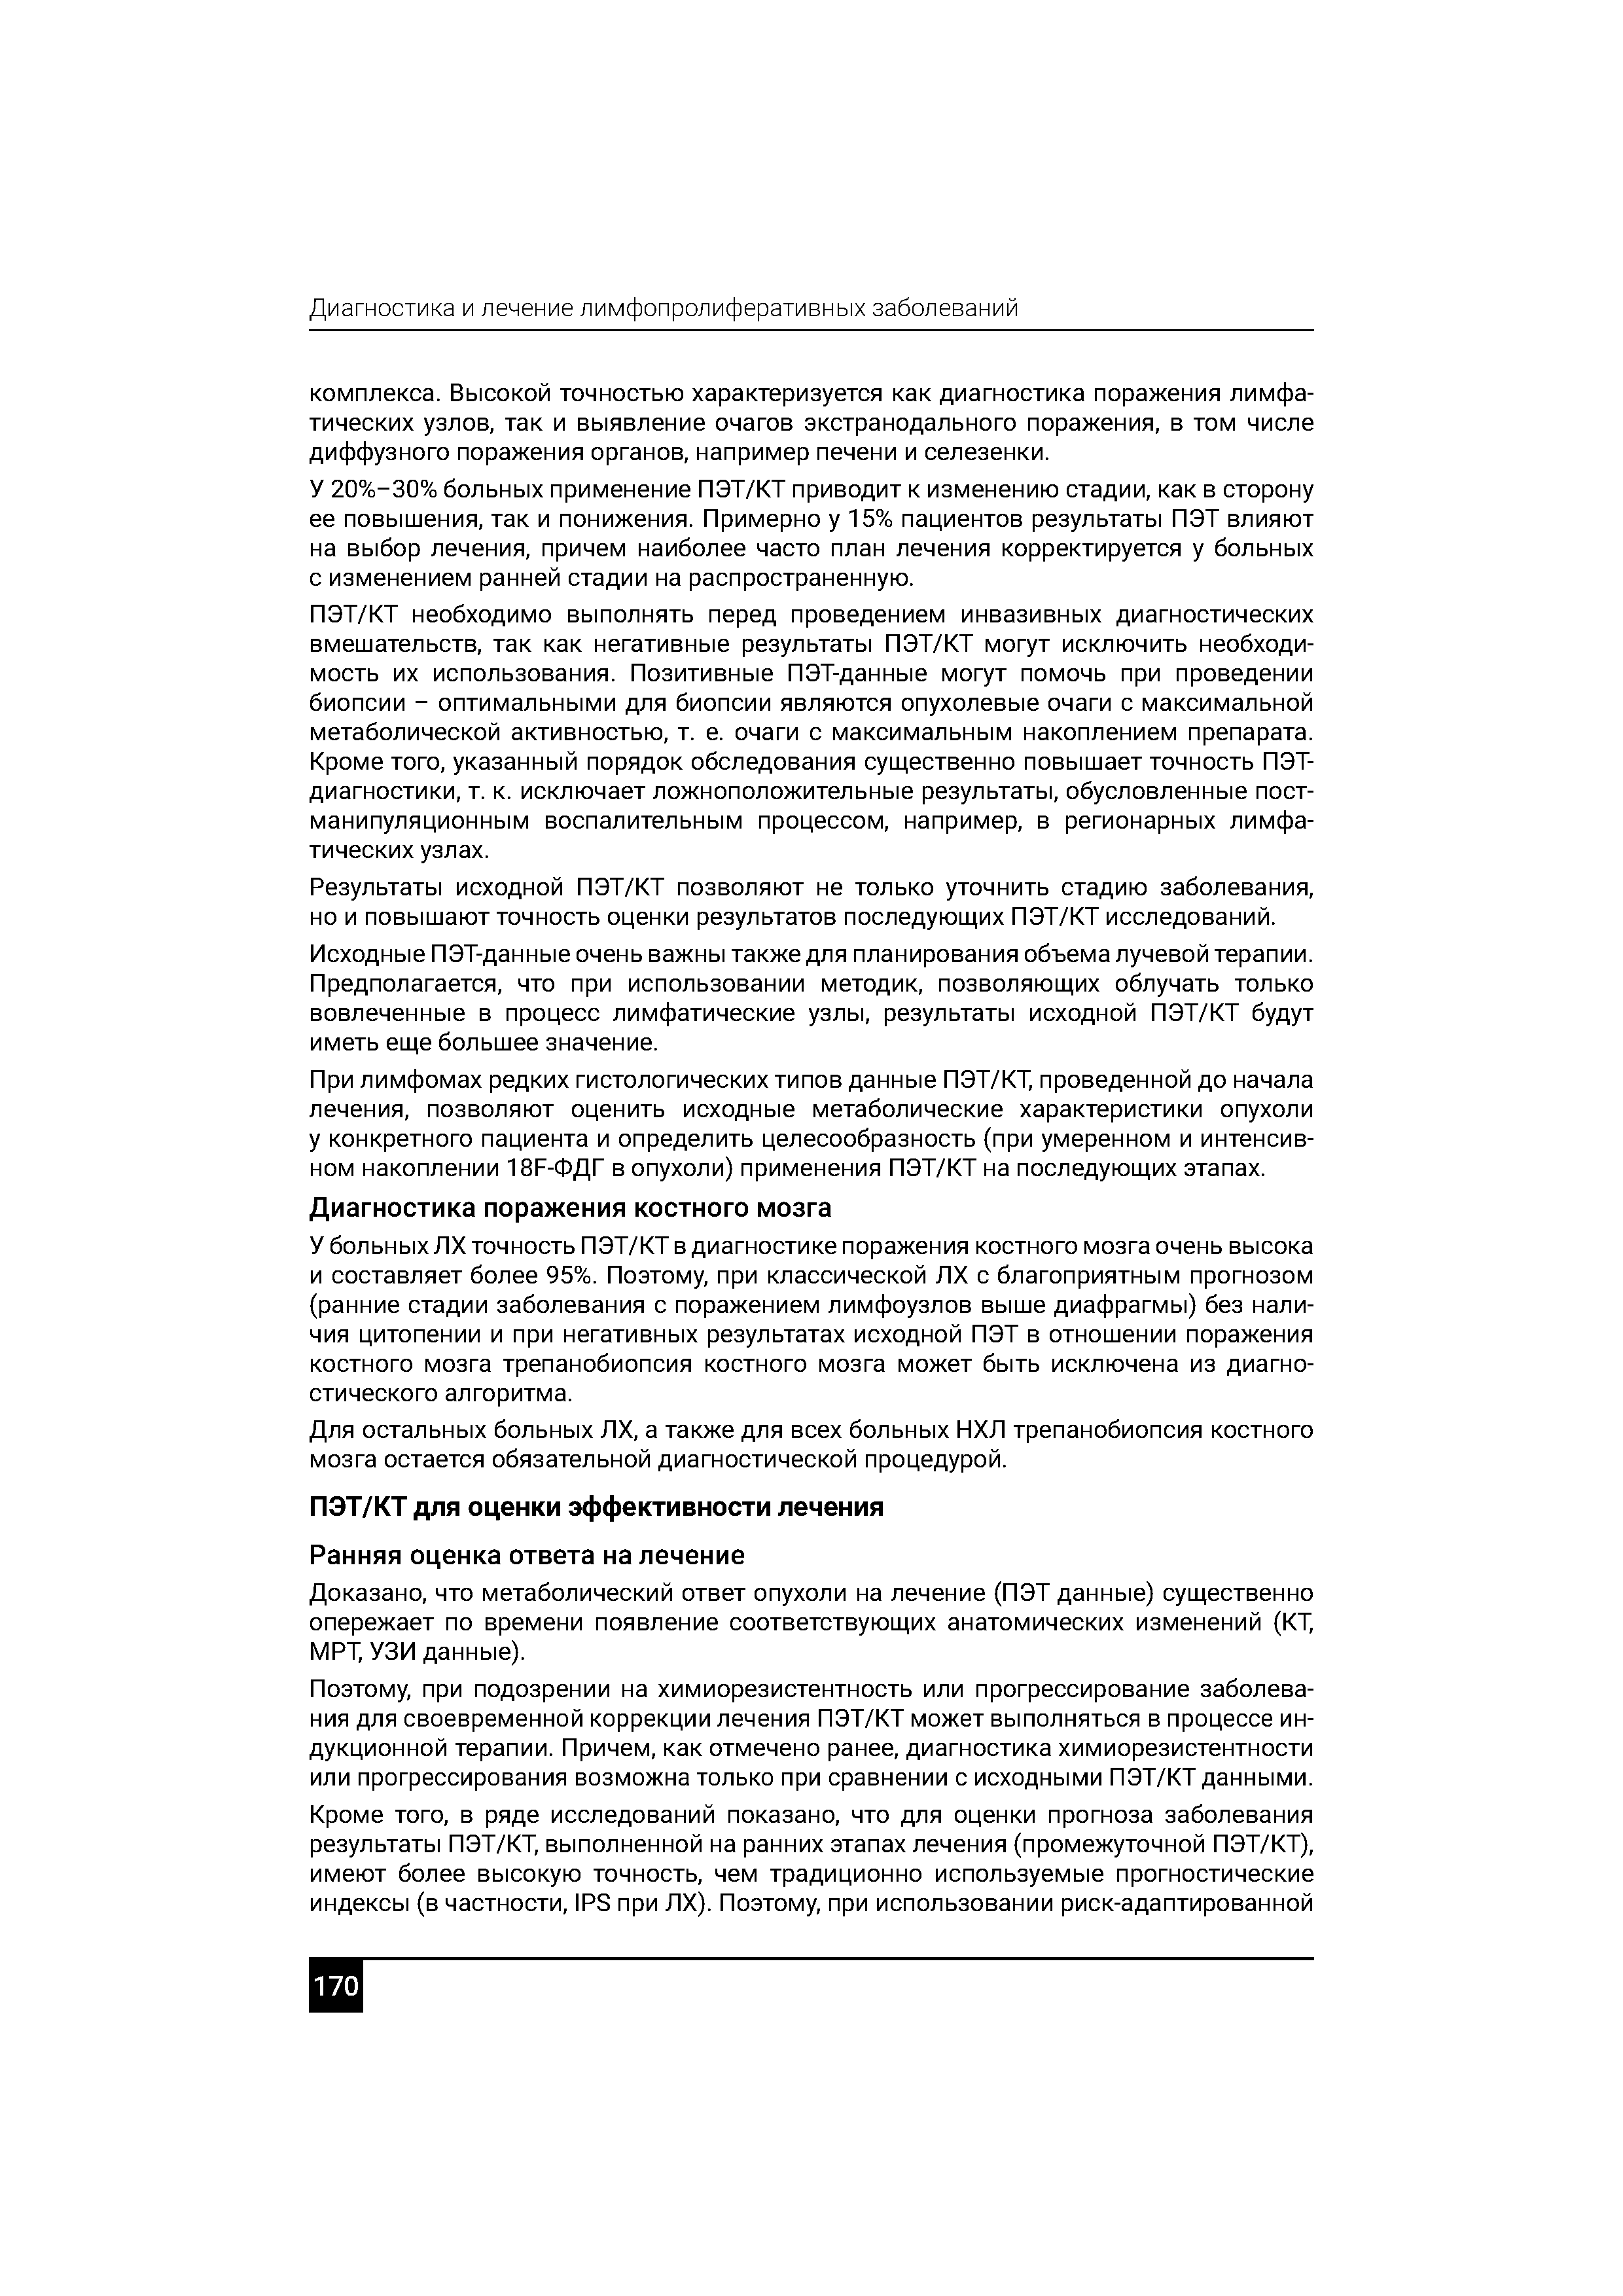 Диагностика и лечение лимфопролиферативных заболеваний
комплекса. Высокой точностью характеризуется как диагностика поражения лимфа-
тических узлов, так и выявление очагов экстранодального поражения, в том числе
диффузного поражения органов, например печени и селезенки.
У 20%–30% больных применение ПЭТ/КТ приводит к изменению стадии, как в сторону
ее повышения, так и понижения. Примерно у 15% пациентов результаты ПЭТ влияют
на выбор лечения, причем наиболее часто план лечения корректируется у больных
с изменением ранней стадии на распространенную.
ПЭТ/КТ необходимо выполнять перед проведением инвазивных диагностических
вмешательств, так как негативные результаты ПЭТ/КТ могут исключить необходи-
мость их использования. Позитивные ПЭТ-данные могут помочь при проведении
биопсии – оптимальными для биопсии являются опухолевые очаги с максимальной
метаболической активностью, т. е. очаги с максимальным накоплением препарата.
Кроме того, указанный порядок обследования существенно повышает точность ПЭТ-
диагностики, т. к. исключает ложноположительные результаты, обусловленные пост-
манипуляционным воспалительным процессом, например, в регионарных лимфа-
тических узлах.
Результаты исходной ПЭТ/КТ позволяют не только уточнить стадию заболевания,
но и повышают точность оценки результатов последующих ПЭТ/КТ исследований.
Исходные ПЭТ-данные очень важны также для планирования объема лучевой терапии.
Предполагается, что при использовании методик, позволяющих облучать только
вовлеченные в процесс лимфатические узлы, результаты исходной ПЭТ/КТ будут
иметь еще большее значение.
При лимфомах редких гистологических типов данные ПЭТ/КТ, проведенной до начала
лечения, позволяют оценить исходные метаболические характеристики опухоли
у конкретного пациента и определить целесообразность (при умеренном и интенсив-
ном накоплении 18F-ФДГ в опухоли) применения ПЭТ/КТ на последующих этапах.
Диагностика поражения костного мозга
У больных ЛХ точность ПЭТ/КТ в диагностике поражения костного мозга очень высока
и составляет более 95%. Поэтому, при классической ЛХ с благоприятным прогнозом
(ранние стадии заболевания с поражением лимфоузлов выше диафрагмы) без нали-
чия цитопении и при негативных результатах исходной ПЭТ в отношении поражения
костного мозга трепанобиопсия костного мозга может быть исключена из диагно-
стического алгоритма.
Для остальных больных ЛХ, а также для всех больных НХЛ трепанобиопсия костного
мозга остается обязательной диагностической процедурой.
ПЭТ/КТ для оценки эффективности лечения
Ранняя оценка ответа на лечение
Доказано, что метаболический ответ опухоли на лечение (ПЭТ данные) существенно
опережает по времени появление соответствующих анатомических изменений (КТ,
МРТ, УЗИ данные).
Поэтому, при подозрении на химиорезистентность или прогрессирование заболева-
ния для своевременной коррекции лечения ПЭТ/КТ может выполняться в процессе ин-
дукционной терапии. Причем, как отмечено ранее, диагностика химиорезистентности
или прогрессирования возможна только при сравнении с исходными ПЭТ/КТ данными.
Кроме того, в ряде исследований показано, что для оценки прогноза заболевания
результаты ПЭТ/КТ, выполненной на ранних этапах лечения (промежуточной ПЭТ/КТ),
имеют более высокую точность, чем традиционно используемые прогностические
индексы (в частности, IPS при ЛХ). Поэтому, при использовании риск-адаптированной
170